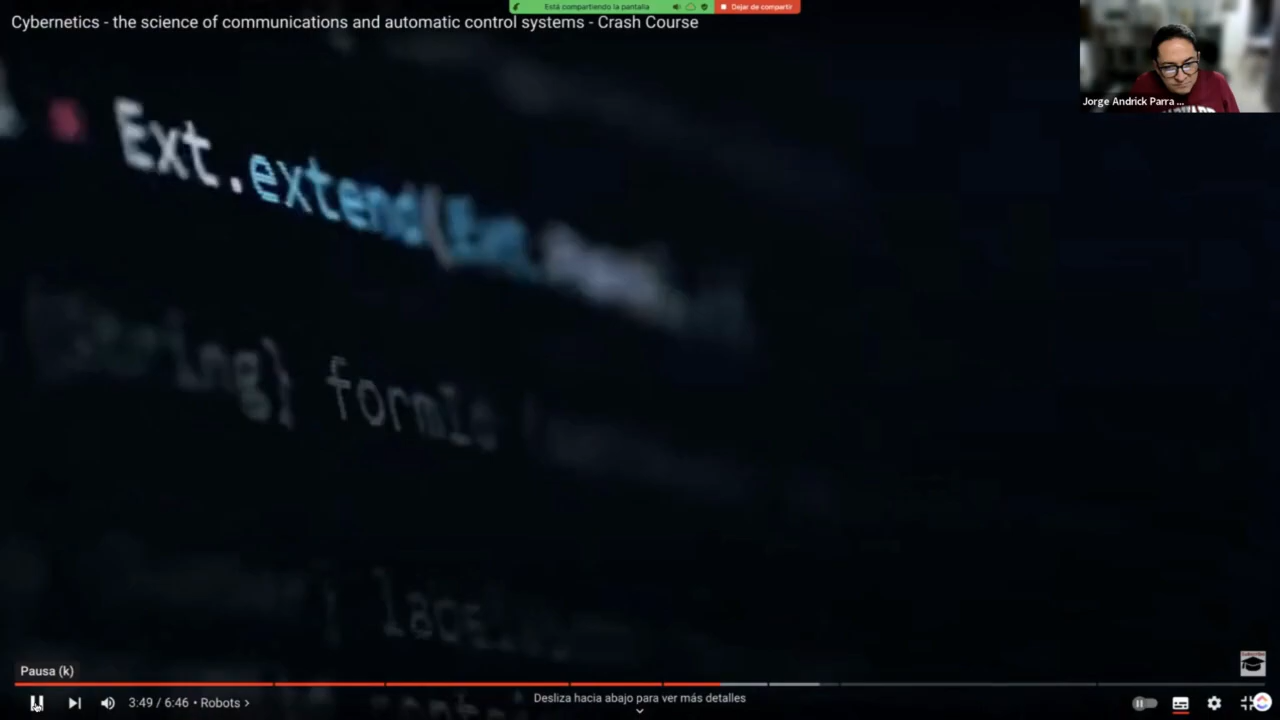 Está compartiendo la pantalla
Dejar de compartir
Cybernetics - the science of communications and automatic control systems - Crash Course
Jorge Andrick Parra ...
Ext.extend(
formId
Pausa (k)
3:49 / 6:46 • Robots >
Desliza hacia abajo para ver más detalles